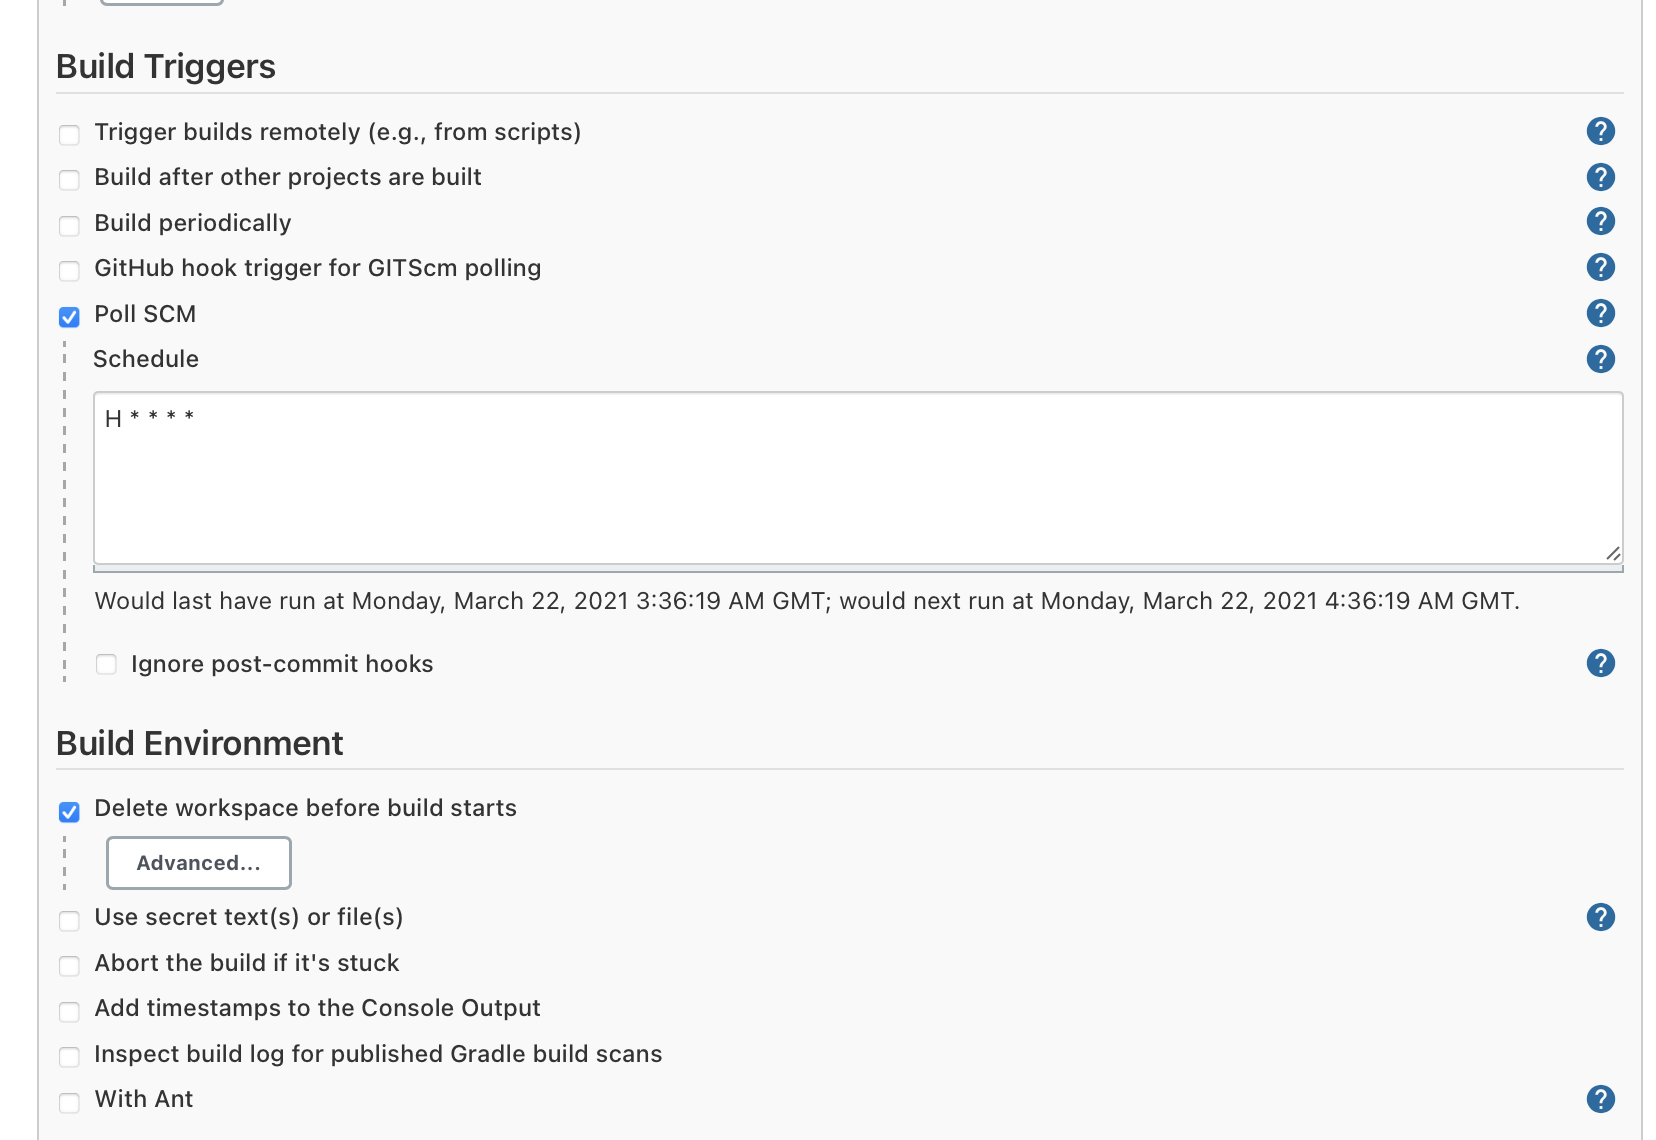 Build Triggers
Trigger builds remotely (e.g., from scripts)
?
Build after other projects are built
?
Build periodically
?
GitHub hook trigger for GITScm polling
?
Poll SCM
?
Schedule
?
H * * * *
Would last have run at Monday, March 22, 2021 3:36:19 AM GMT; would next run at Monday, March 22, 2021 4:36:19 AM GMT.
Ignore post-commit hooks
?
Build Environment
Delete workspace before build starts
Advanced...
Use secret text(s) or file(s)
?
Abort the build if it's stuck
Add timestamps to the Console Output
Inspect build log for published Gradle build scans
With Ant
?